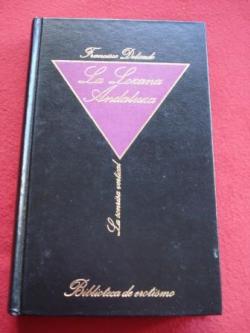 Francisco Delicado
La Lozana
Andaluza
La sonrisa vertical
Biblioteca de erotismo